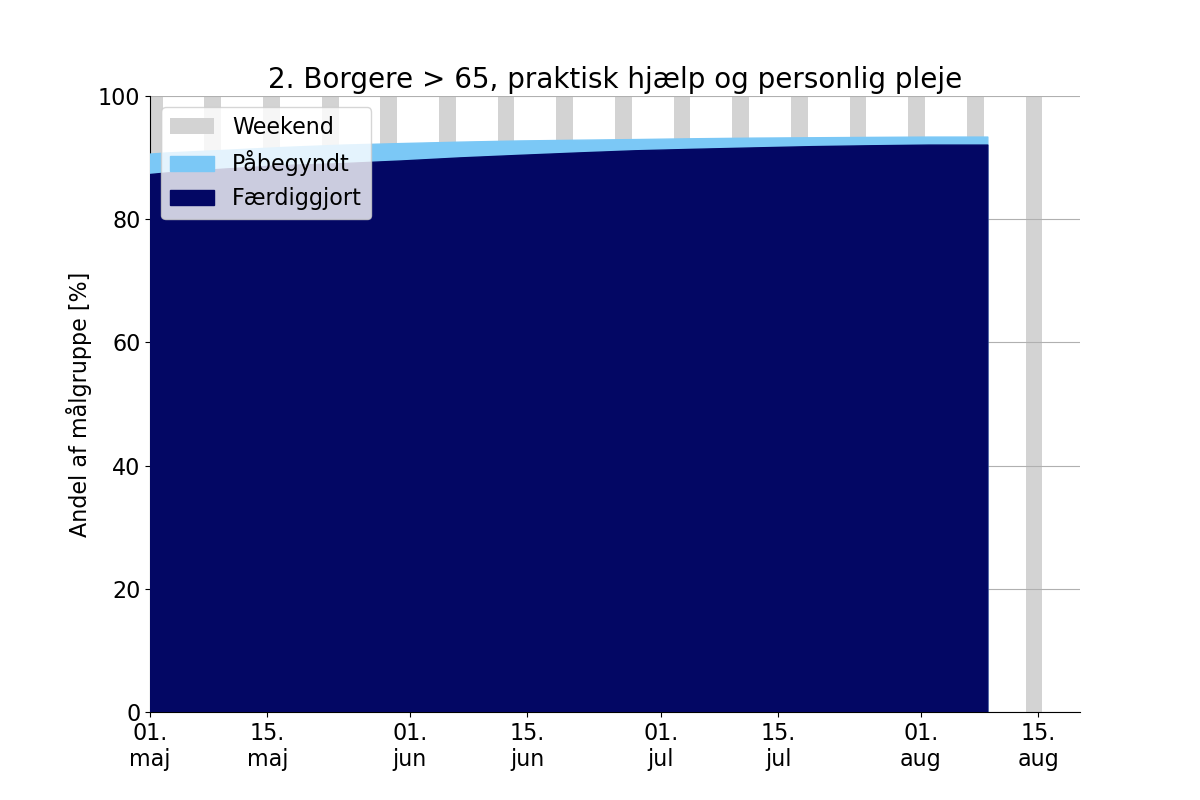 2. Borgere > 65, praktisk hjælp og personlig pleje
Andel af målgruppe [%]
100
80
60
40
20
0
Weekend
Påbegyndt
Færdiggjort
01. 15. 01. 15. 01. 15. 01. 15.
maj maj jun jun jul jul aug aug